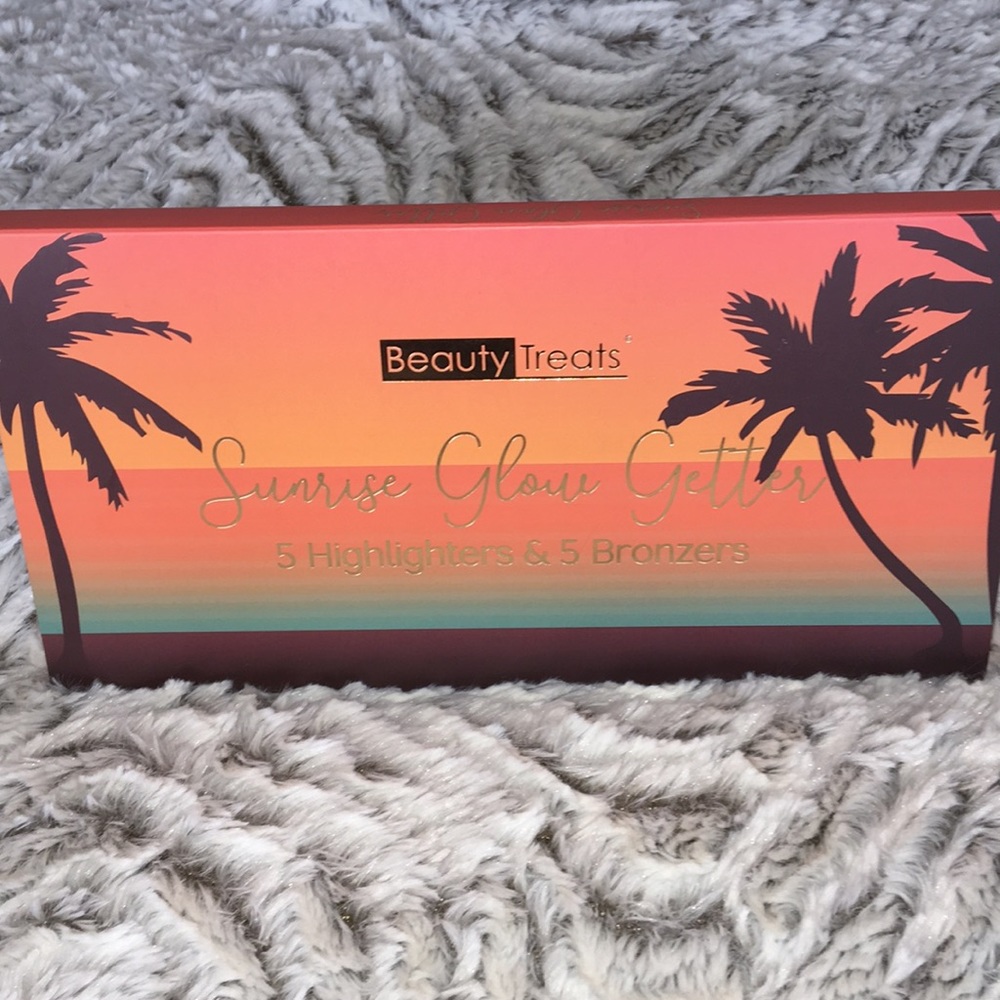 Beauty Treats
Sunrise Glow Getter
5 Highlighters & 5 Bronzers